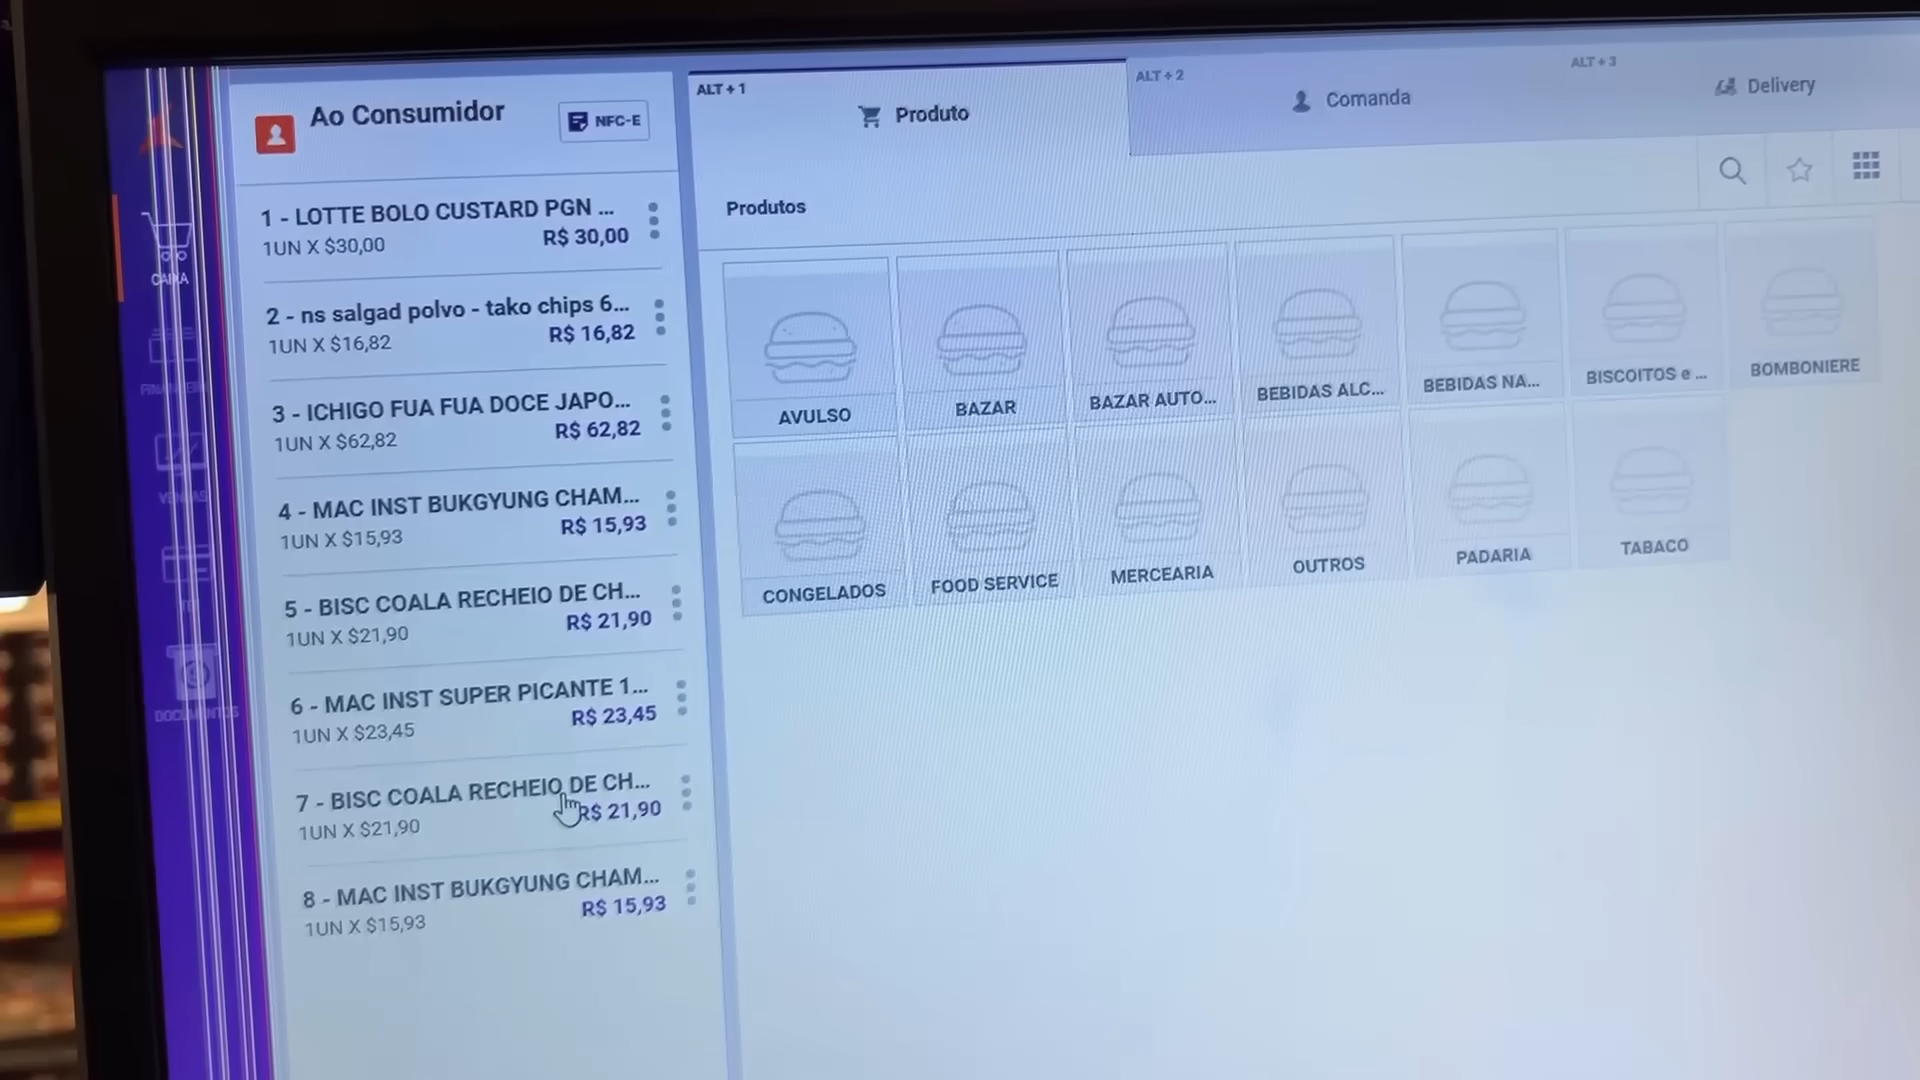 Ao Consumidor
NFC-E
1 - LOTTE BOLO CUSTARD PGN ...
1UN X $30,00
R$ 30,00
2 - ns salgad polvo - tako chips 6...
1UN X $16,82
R$ 16,82
3 - ICHIGO FUA FUA DOCE JAPO...
1UN X $62,82
R$ 62,82
4 - MAC INST BUKGYUNG CHAM...
1UN X $15,93
R$ 15,93
5 - BISC COALA RECHEIO DE CH...
1UN X $21,90
R$ 21,90
6 - MAC INST SUPER PICANTE 1...
1UN X $23,45
R$ 23,45
7 - BISC COALA RECHEIO DE CH...
1UN X $21,90
R$ 21,90
8 - MAC INST BUKGYUNG CHAM...
1UN X $15,93
R$ 15,93
CAIXA
VENDAS
DOCUMENTOS
ALT + 1
Produto
ALT + 2
Comanda
ALT + 3
Delivery
Produtos
AVULSO
BAZAR
BAZAR AUTO...
BEBIDAS ALC...
BEBIDAS NA...
BISCOITOS e ...
BOMBONIERE
CONGELADOS
FOOD SERVICE
MERCEARIA
OUTROS
PADARIA
TABACO